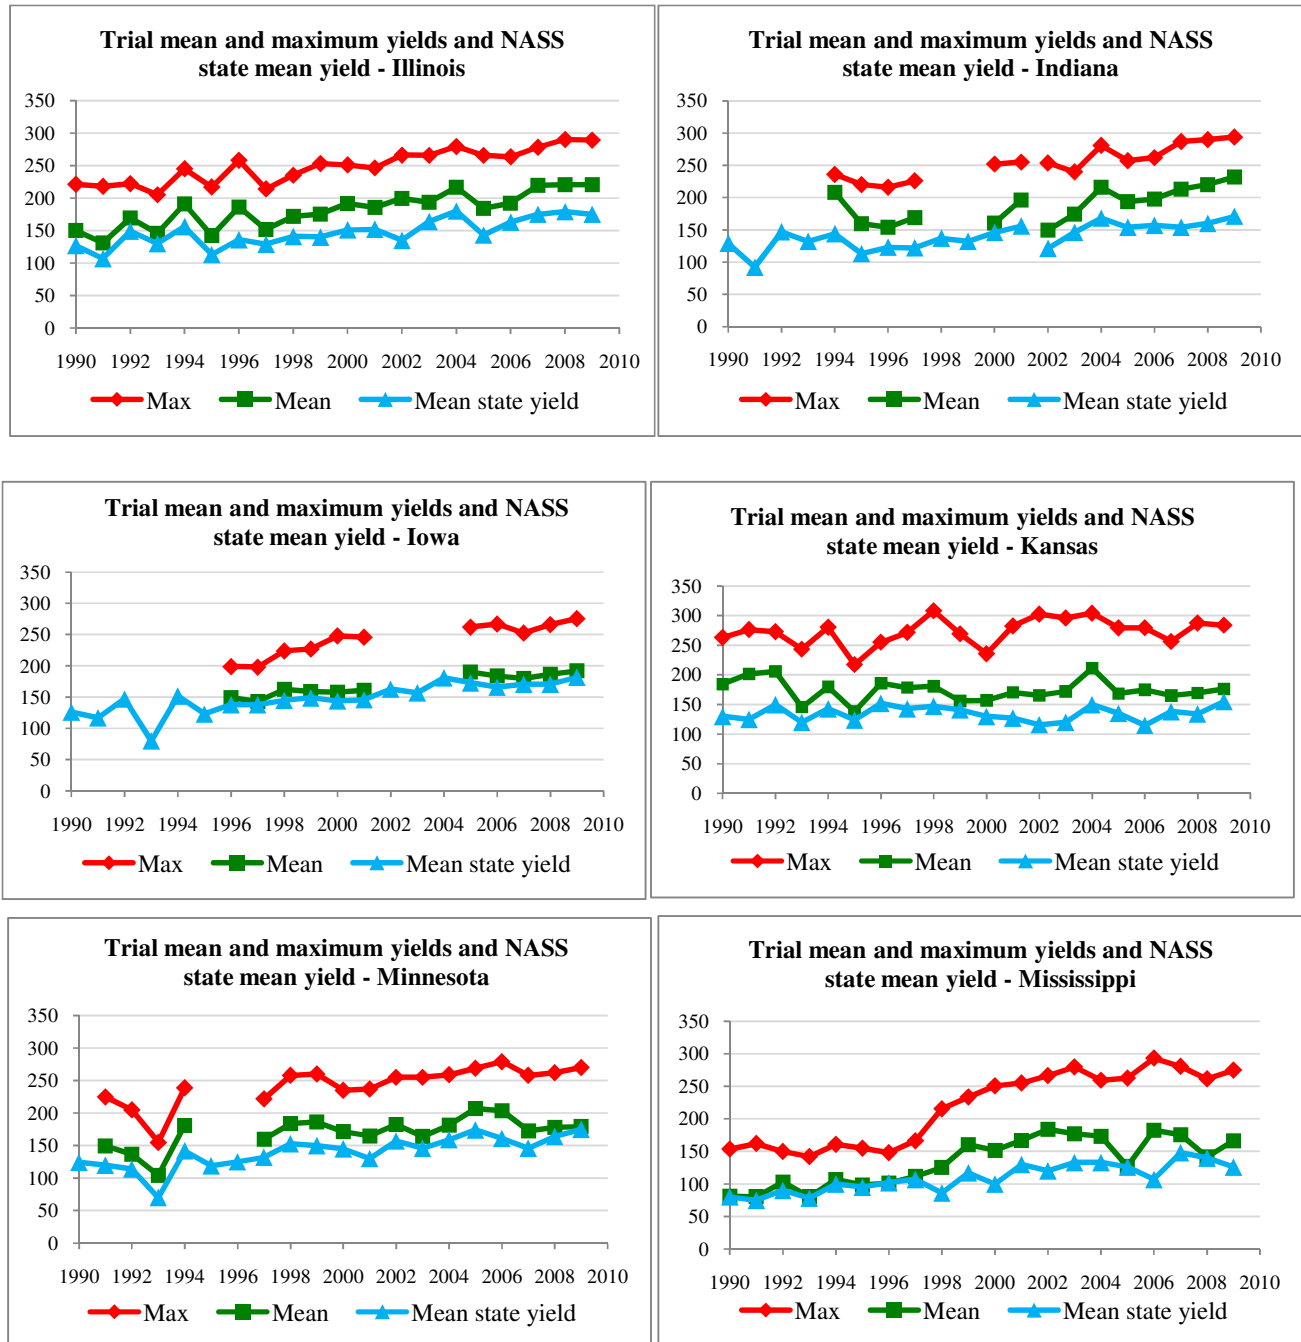 Trial mean and maximum yields and NASS
state mean yield - Illinois
350
300
250
200
150
100
50
0
1990 1992 1994 1996 1998 2000 2002 2004 2006 2008 2010
Max Mean Mean state yield
Trial mean and maximum yields and NASS
state mean yield - Indiana
350
300
250
200
150
100
50
0
1990 1992 1994 1996 1998 2000 2002 2004 2006 2008 2010
Max Mean Mean state yield
Trial mean and maximum yields and NASS
state mean yield - Iowa
350
300
250
200
150
100
50
0
1990 1992 1994 1996 1998 2000 2002 2004 2006 2008 2010
Max Mean Mean state yield
Trial mean and maximum yields and NASS
state mean yield - Kansas
350
300
250
200
150
100
50
0
1990 1992 1994 1996 1998 2000 2002 2004 2006 2008 2010
Max Mean Mean state yield
Trial mean and maximum yields and NASS
state mean yield - Minnesota
350
300
250
200
150
100
50
0
1990 1992 1994 1996 1998 2000 2002 2004 2006 2008 2010
Max Mean Mean state yield
Trial mean and maximum yields and NASS
state mean yield - Mississippi
350
300
250
200
150
100
50
0
1990 1992 1994 1996 1998 2000 2002 2004 2006 2008 2010
Max Mean Mean state yield